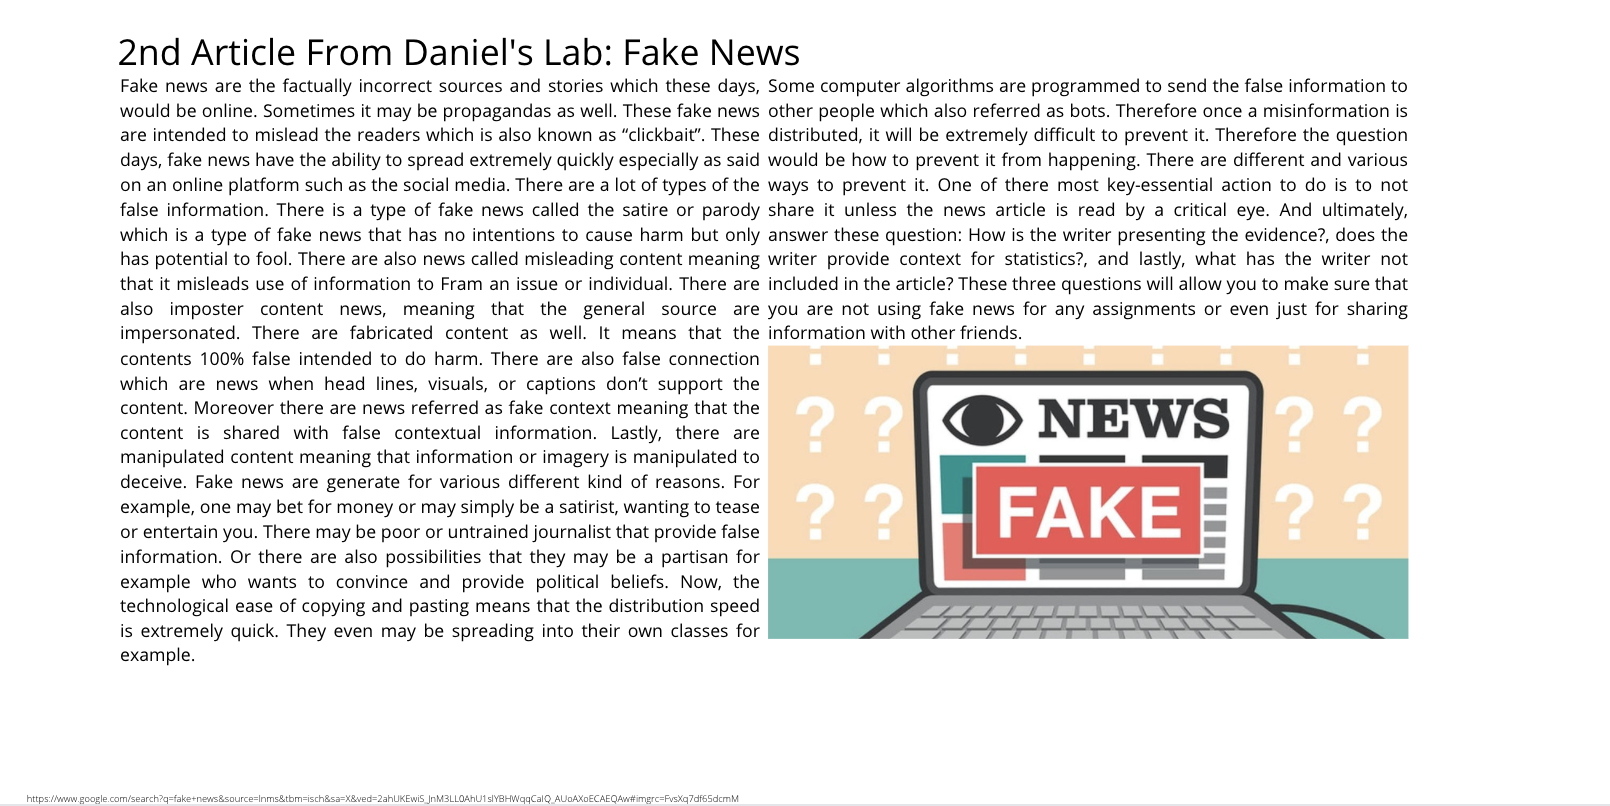 2nd Article From Daniel's Lab: Fake News
Fake news are the factually incorrect sources and stories which these days,
would be online. Sometimes it may be propagandas as well. These fake news
are intended to mislead the readers which is also known as “clickbait”. These
days, fake news have the ability to spread extremely quickly especially as said
on an online platform such as the social media. There are a lot of types of the
false information. There is a type of fake news called the satire or parody
which is a type of fake news that has no intentions to cause harm but only
has potential to fool. There are also news called misleading content meaning
that it misleads use of information to Fram an issue or individual. There are
also imposter content news, meaning that the general source are
impersonated. There are fabricated content as well. It means that the
contents 100% false intended to do harm. There are also false connection
which are news when head lines, visuals, or captions don’t support the
content. Moreover there are news referred as fake context meaning that the
content is shared with false contextual information. Lastly, there are
manipulated content meaning that information or imagery is manipulated to
deceive. Fake news are generate for various different kind of reasons. For
example, one may bet for money or may simply be a satirist, wanting to tease
or entertain you. There may be poor or untrained journalist that provide false
information. Or there are also possibilities that they may be a partisan for
example who wants to convince and provide political beliefs. Now, the
technological ease of copying and pasting means that the distribution speed
is extremely quick. They even may be spreading into their own classes for
example.
Some computer algorithms are programmed to send the false information to
other people which also referred as bots. Therefore once a misinformation is
distributed, it will be extremely difficult to prevent it. Therefore the question
would be how to prevent it from happening. There are different and various
ways to prevent it. One of there most key-essential action to do is to not
share it unless the news article is read by a critical eye. And ultimately,
answer these question: How is the writer presenting the evidence?, does the
writer provide context for statistics?, and lastly, what has the writer not
included in the article? These three questions will allow you to make sure that
you are not using fake news for any assignments or even just for sharing
information with other friends.
? ? ? ?
NEWS
? ? ? ?
FAKE
https://www.google.com/search?q=fake+news&source=lnms&tbm=isch&sa=X&ved=2ahUKEwiS_JnM3LL0AhU1slYBHWqqCaIQ_AUoAXoECAEQAw#imgrc=FvsXq7df65dcmM